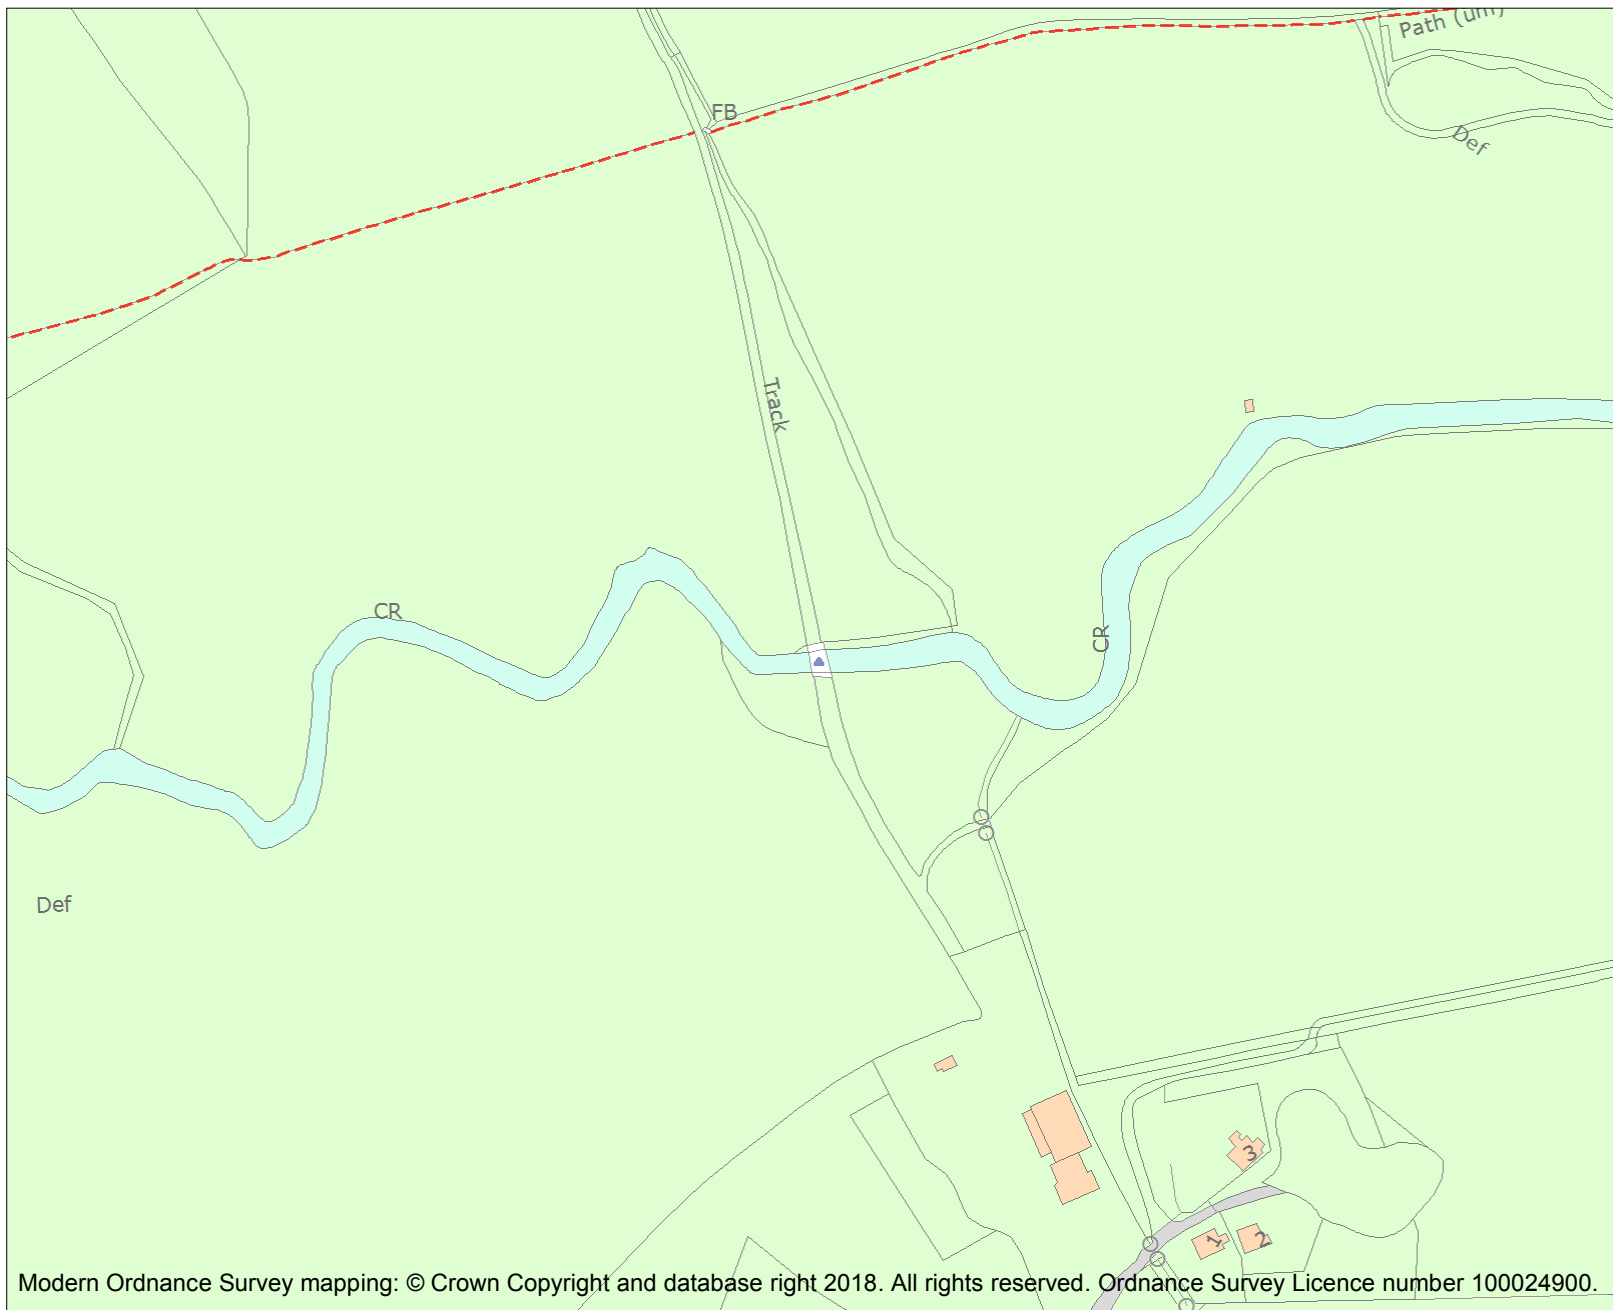 Path (um)
FB
Def
Track
CR
CR
Def
3
1
2
Modern Ordnance Survey mapping: © Crown Copyright and database right 2018. All rights reserved. Ordnance Survey Licence number 100024900.